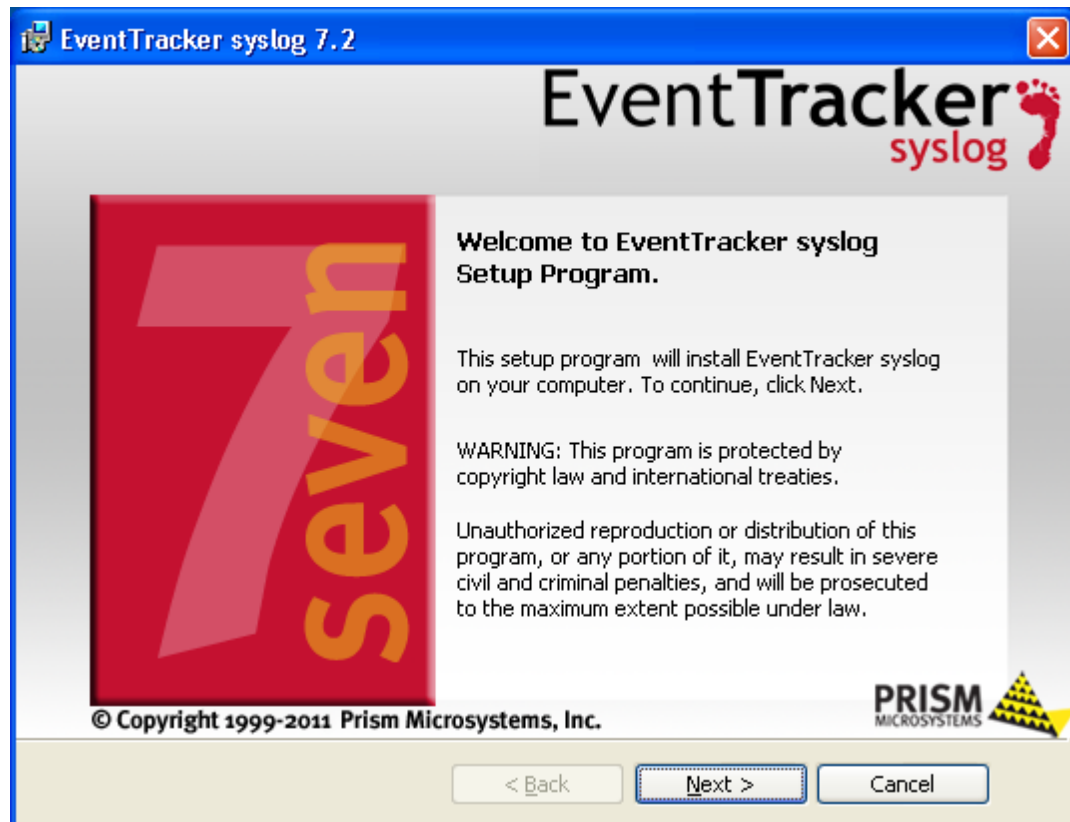 EventTracker syslog 7.2
EventTracker
syslog
7
seven
Welcome to EventTracker syslog
Setup Program.
This setup program  will install EventTracker syslog
on your computer. To continue, click Next.
WARNING: This program is protected by
copyright law and international treaties.
Unauthorized reproduction or distribution of this
program, or any portion of it, may result in severe
civil and criminal penalties, and will be prosecuted
to the maximum extent possible under law.
PRISM
MICROSYSTEMS
© Copyright 1999-2011 Prism Microsystems, Inc.
< Back
Next >
Cancel